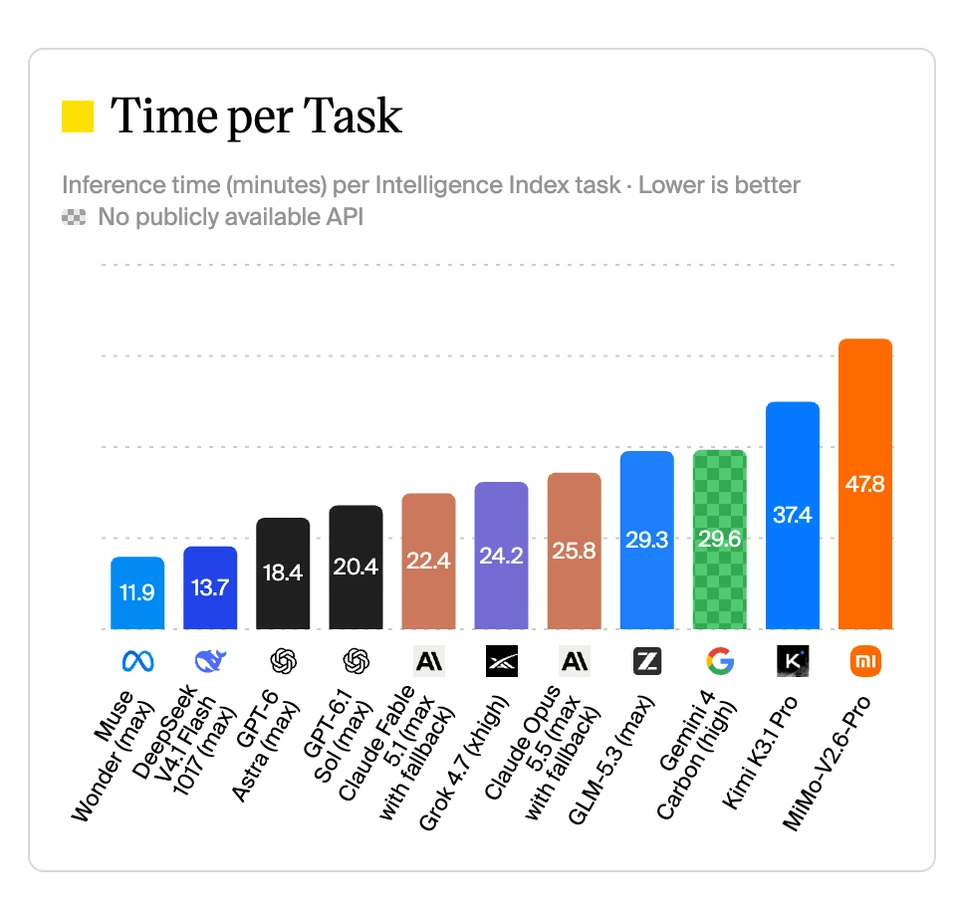 Time per Task
Inference time (minutes) per Intelligence Index task · Lower is better
No publicly available API
11.9
13.7
18.4
20.4
22.4
24.2
25.8
29.3
29.6
37.4
47.8
Muse
Wonder (max)
DeepSeek
V4.1 Flash
1017 (max)
GPT-6
Astra (max)
GPT-6.1
Sol (max)
Claude Fable
5.1 (max
with fallback)
Grok 4.7 (xhigh)
Claude Opus
5.5 (max
with fallback)
GLM-5.3 (max)
Gemini 4
Carbon (high)
Kimi K3.1 Pro
MiMo-V2.6-Pro